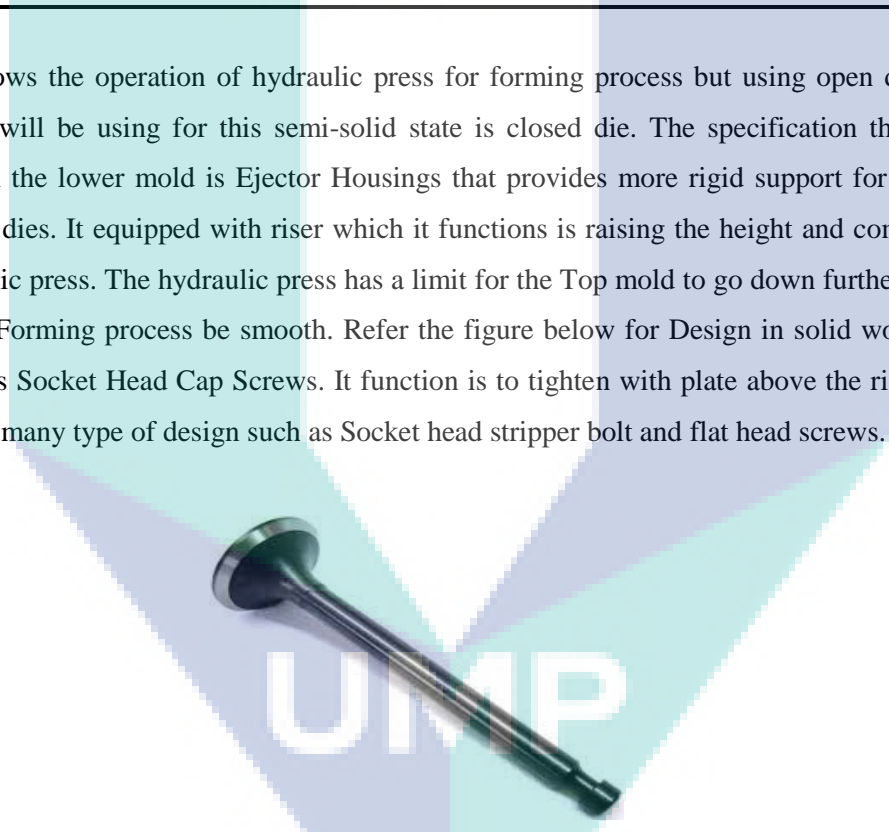 ows the operation of hydraulic press for forming process but using open
will be using for this semi-solid state is closed die. The specification
the lower mold is Ejector Housings that provides more rigid support for
dies. It equipped with riser which it functions is raising the height and
ic press. The hydraulic press has a limit for the Top mold to go down
Forming process be smooth. Refer the figure below for Design in solid
s Socket Head Cap Screws. It function is to tighten with plate above the
many type of design such as Socket head stripper bolt and flat head screws.
UMP